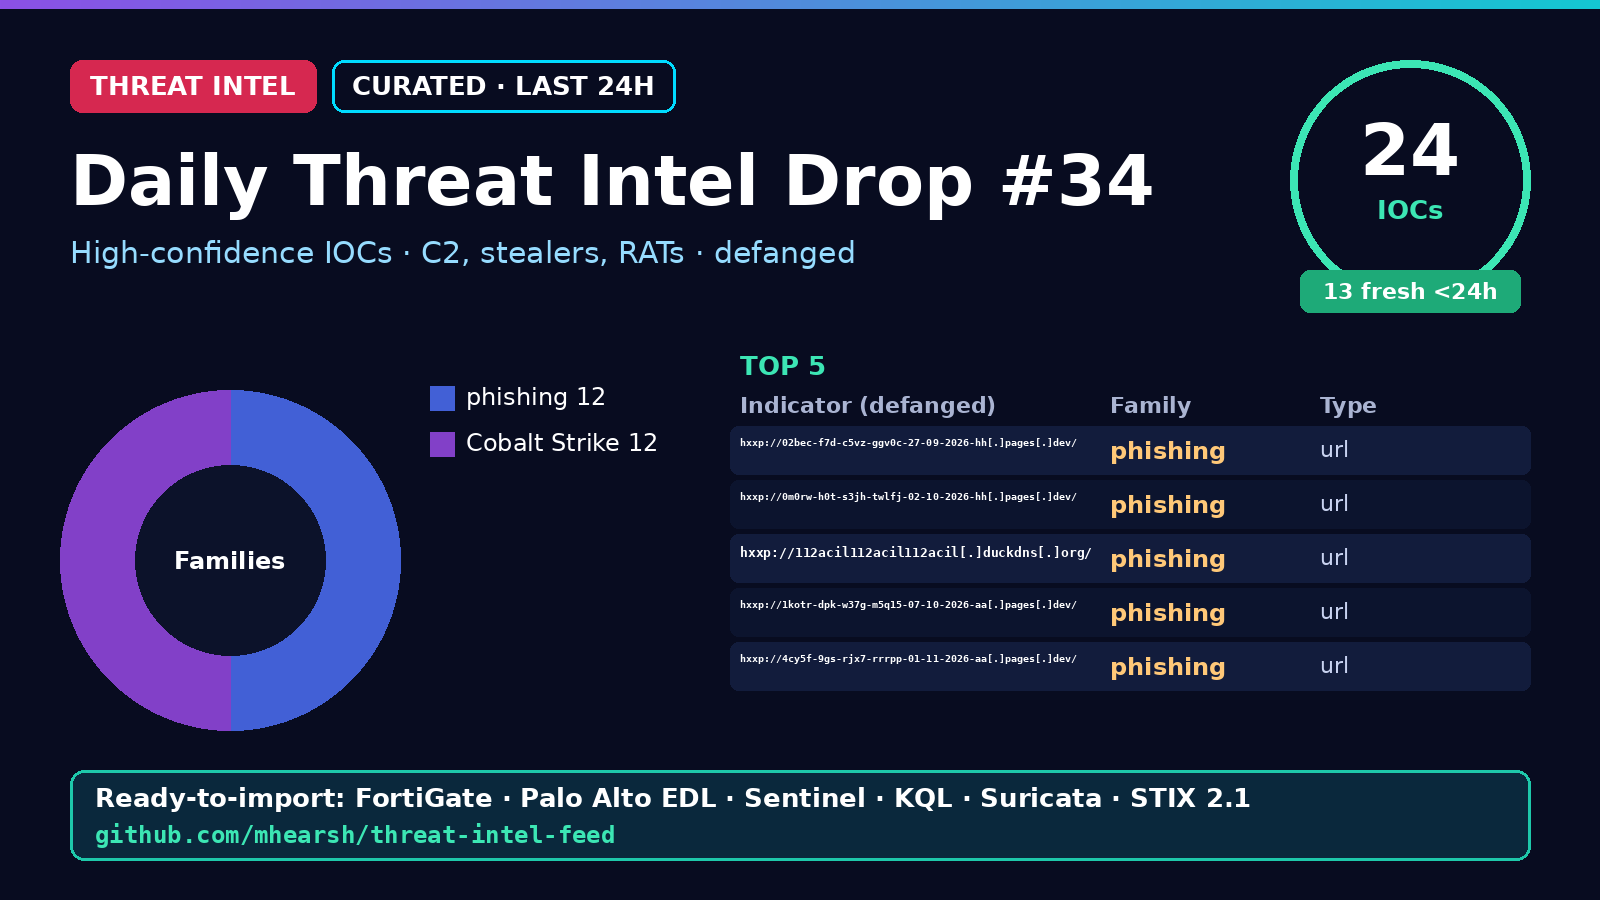 THREAT INTEL
CURATED · LAST 24H
Daily Threat Intel Drop #34
High-confidence IOCs · C2, stealers, RATs · defanged
24
IOCs
13 fresh <24h
phishing 12
Cobalt Strike 12
Families
TOP 5
Indicator (defanged) Family Type
hxxp://02bec-f7d-c5vz-ggv0c-27-09-2026-hh[.]pages[.]dev/ phishing url
hxxp://0m0rw-h0t-s3jh-twlfj-02-10-2026-hh[.]pages[.]dev/ phishing url
hxxp://112acil112acil112acil[.]duckdns[.]org/ phishing url
hxxp://1kotr-dpk-w37g-m5q15-07-10-2026-aa[.]pages[.]dev/ phishing url
hxxp://4cy5f-9gs-rjx7-rrrpp-01-11-2026-aa[.]pages[.]dev/ phishing url
Ready-to-import: FortiGate · Palo Alto EDL · Sentinel · KQL · Suricata · STIX 2.1
github.com/mhearsh/threat-intel-feed